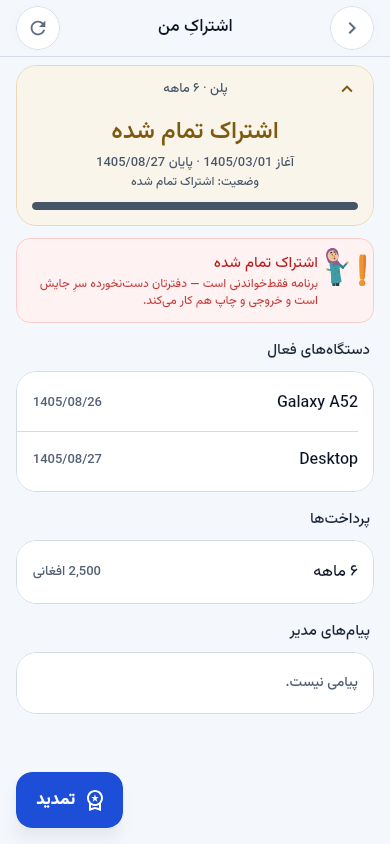 اشتراکِ من
پلن · ۶ ماهه
اشتراک تمام شده
آغاز 1405/03/01 · پایان 1405/08/27
وضعیت: اشتراک تمام شده
اشتراک تمام شده
برنامه فقط‌خواندنی است — دفترتان دست‌نخورده سرِ جایش
است و خروجی و چاپ هم کار می‌کند.
دستگاه‌های فعال
Galaxy A52 1405/08/26
Desktop 1405/08/27
پرداخت‌ها
۶ ماهه 2,500 افغانی
پیام‌های مدیر
پیامی نیست.
تمدید